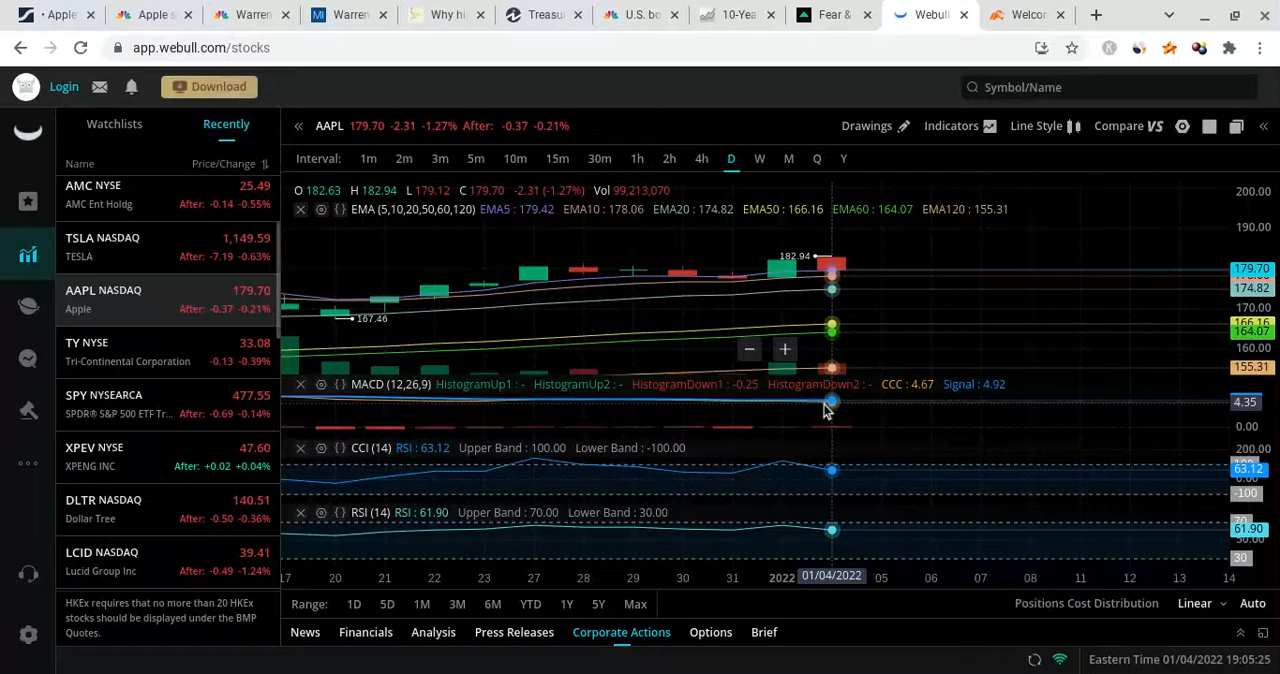 Apple
Apple s
Warren
Warren
Why hi
Treasu
U.S. bo
10-Yea
Fear &
Webull
Welcon
app.webull.com/stocks
Login
Download
Symbol/Name
Watchlists Recently
Name Price/Change
AMC NYSE 25.49
AMC Ent Holdg After: -0.14 -0.55%
TSLA NASDAQ 1,149.59
TESLA After: -7.19 -0.63%
AAPL NASDAQ 179.70
Apple After: -0.37 -0.21%
TY NYSE 33.08
Tri-Continental Corporation -0.13 -0.39%
SPY NYSEARCA 477.55
SPDR® S&P 500 ETF Tr... After: -0.69 -0.14%
XPEV NYSE 47.60
XPENG INC After: +0.02 +0.04%
DLTR NASDAQ 140.51
Dollar Tree After: -0.50 -0.36%
LCID NASDAQ 39.41
Lucid Group Inc After: -0.49 -1.24%
HKEx requires that no more than 20 HKEx
stocks should be displayed under the BMP
Quotes.
AAPL 179.70 -2.31 -1.27% After: -0.37 -0.21%
Drawings Indicators Line Style Compare VS
Interval: 1m 2m 3m 5m 10m 15m 30m 1h 2h 4h D W M Q Y
O 182.63 H 182.94 L 179.12 C 179.70 -2.31 (-1.27%) Vol 99,213,070
EMA (5,10,20,50,60,120) EMA5 : 179.42 EMA10 : 178.06 EMA20 : 174.82 EMA50 : 166.16 EMA60 : 164.07 EMA120 : 155.31
200.00
190.00
182.94
179.70
174.82
170.00
167.46
166.16
164.07
160.00
155.31
MACD (12,26,9) HistogramUp1 : - HistogramUp2 : - HistogramDown1 : -0.25 HistogramDown2 : - CCC : 4.67 Signal : 4.92
4.35
0.00
CCI (14) RSI : 63.12 Upper Band : 100.00 Lower Band : -100.00
200.00
63.12
-100
RSI (14) RSI : 61.90 Upper Band : 70.00 Lower Band : 30.00
61.90
30
17 20 21 22 23 27 28 29 30 31 2022 01/04/2022 05 06 07 10 11 12 13 14
Range: 1D 5D 1M 3M 6M YTD 1Y 5Y Max
Positions Cost Distribution Linear Auto
News Financials Analysis Press Releases Corporate Actions Options Brief
Eastern Time 01/04/2022 19:05:25